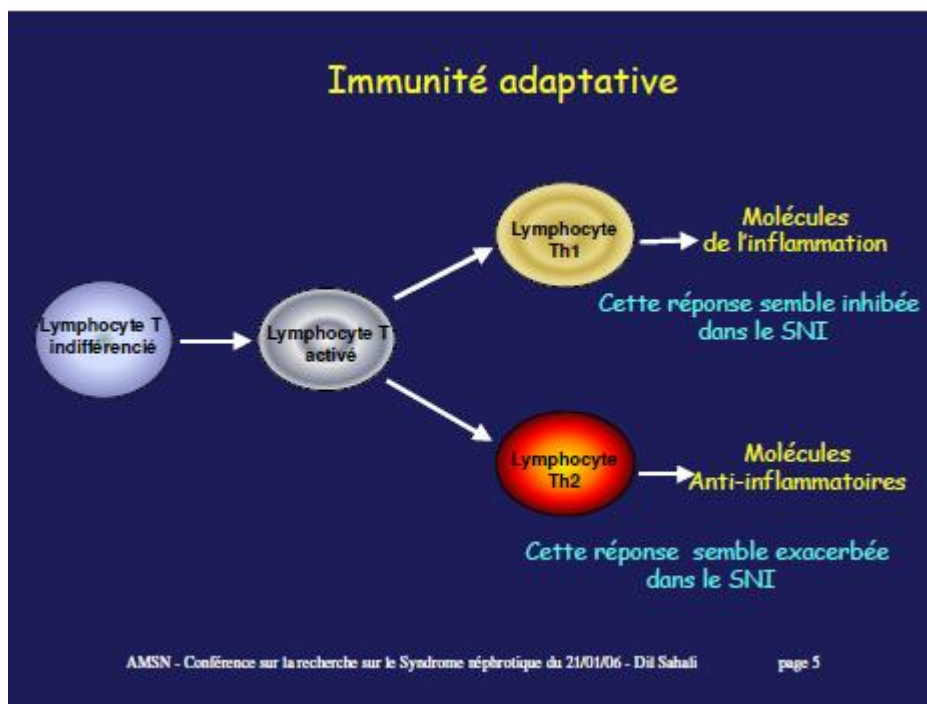 Immunité adaptative
Lymphocyte
Th1
Molécules
de l'inflammation
Cette réponse semble inhibée
dans le SNI
Lymphocyte T
indifférencié
Lymphocyte T
activé
Lymphocyte
Th2
Molécules
Anti-inflammatoires
Cette réponse semble exacerbée
dans le SNI
AMSN - Conférence sur la recherche sur le Syndrome néphrotique du 21/01/06 - Dil Sahali page 5